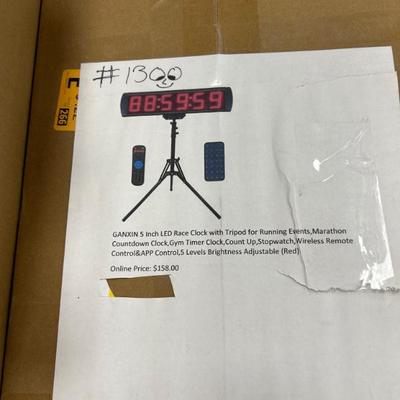 #1300
88:59:59
266
GANXIN 5 Inch LED Race Clock with Tripod for Running Events,Marathon
Countdown Clock,Gym Timer Clock,Count Up,Stopwatch,Wireless Remote
Control&APP Control,5 Levels Brightness Adjustable (Red)
Online Price: $158.00